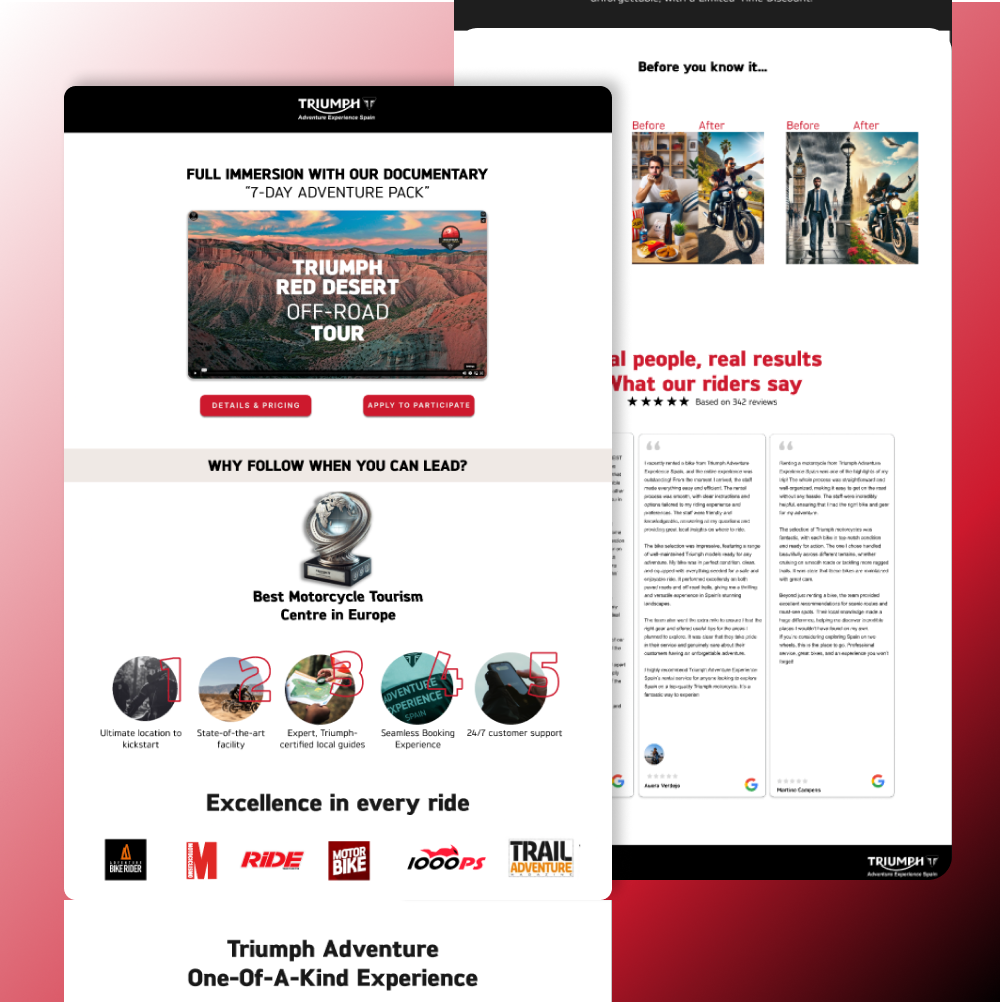 Unforgettable, with a Limited-Time Discount.
Before you know it...
Before After
Before After
al people, real results
What our riders say
Based on 342 reviews
I recently rented a bike from Triumph Adventure
Experience Spain, and the entire experience was
outstanding! From the moment I arrived, the staff
made everything easy and efficient. The rental
process was smooth, with clear instructions and
options tailored to my riding experience and
preferences. The staff were friendly and
knowledgeable, answering all my questions and
providing great local insights on where to ride.
The bike selection was impressive, featuring a range
of well-maintained Triumph models ready for any
adventure. My bike was in perfect condition, clean,
and equipped with everything needed for a safe and
enjoyable ride. It performed excellently on both
paved roads and off-road trails, giving me a thrilling
and versatile experience in Spain's stunning
landscapes.
The team also went the extra mile to ensure I had the
right gear and offered useful tips for the areas I
planned to explore. It was clear that they take pride
in their service and genuinely care about their
customers having an unforgettable adventure.
I highly recommend Triumph Adventure Experience
Spain's rental service for anyone looking to explore
Spain on a top-quality Triumph motorcycle. It's a
fantastic way to explore!
Auora Verdejo
Renting a motorcycle from Triumph Adventure
Experience Spain was one of the highlights of my
trip! The whole process was straightforward and
well-organized, making it easy to get on the road
without any hassle. The staff were incredibly
helpful, ensuring that I had the right bike and gear
for my adventure.
The selection of Triumph motorcycles was
fantastic, with each bike in top-notch condition
and ready for action. The one I chose handled
beautifully across different terrains, whether
cruising on smooth roads or tackling more rugged
trails. It was clear that these bikes are maintained
with great care.
Beyond just renting a bike, the team provided
excellent recommendations for scenic routes and
must-see spots. Their local knowledge made a
huge difference, helping me discover incredible
places I wouldn't have found on my own.
If you're considering exploring Spain on two
wheels, this is the place to go. Professional
service, great bikes, and an experience you won't
forget!
Martino Campens
TRIUMPH
Adventure Experience Spain
TRIUMPH
Adventure Experience Spain
FULL IMMERSION WITH OUR DOCUMENTARY
"7-DAY ADVENTURE PACK"
TRIUMPH
RED DESERT
OFF-ROAD
TOUR
DETAILS & PRICING
APPLY TO PARTICIPATE
WHY FOLLOW WHEN YOU CAN LEAD?
TRIUMPH
Best Motorcycle Tourism
Centre in Europe
1 2 3 4 5
ADVENTURE
EXPERIENCE
SPAIN
Ultimate location to
kickstart
State-of-the-art
facility
Expert, Triumph-
certified local guides
Seamless Booking
Experience
24/7 customer support
Excellence in every ride
ADVENTURE
BIKE RIDER
MOTOCICLISMO
RiDE
MOTOR
BIKE
1000PS
TRAIL
ADVENTURE
MAGAZINE
Triumph Adventure
One-Of-A-Kind Experience